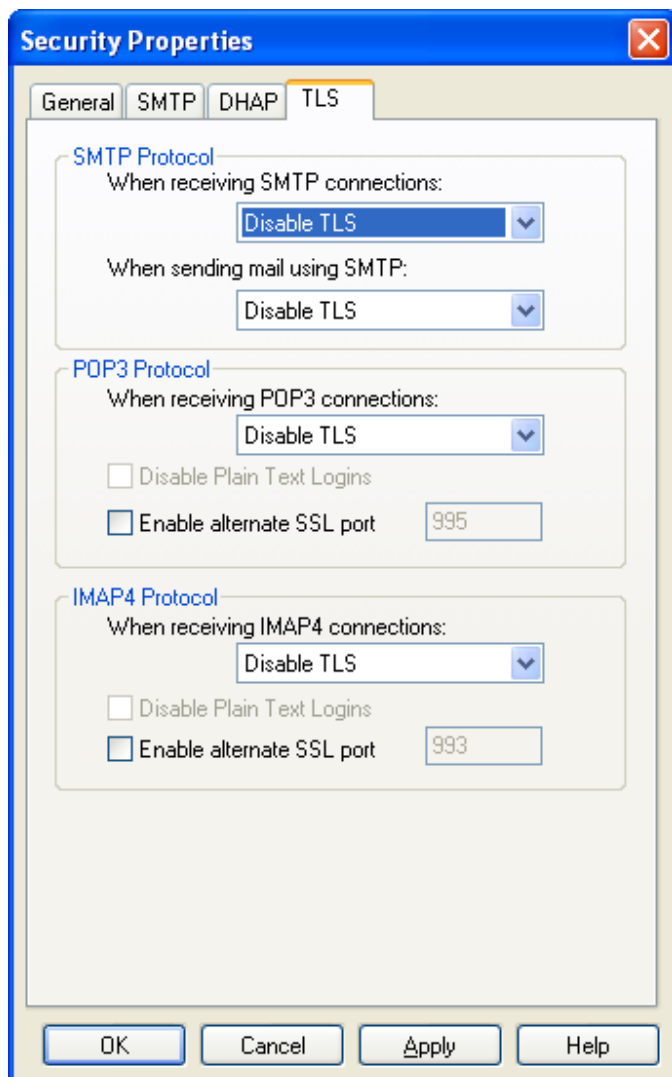 Security Properties
General SMTP DHAP TLS
SMTP Protocol
When receiving SMTP connections:
Disable TLS
When sending mail using SMTP:
Disable TLS
POP3 Protocol
When receiving POP3 connections:
Disable TLS
Disable Plain Text Logins
Enable alternate SSL port 995
IMAP4 Protocol
When receiving IMAP4 connections:
Disable TLS
Disable Plain Text Logins
Enable alternate SSL port 993
OK Cancel Apply Help